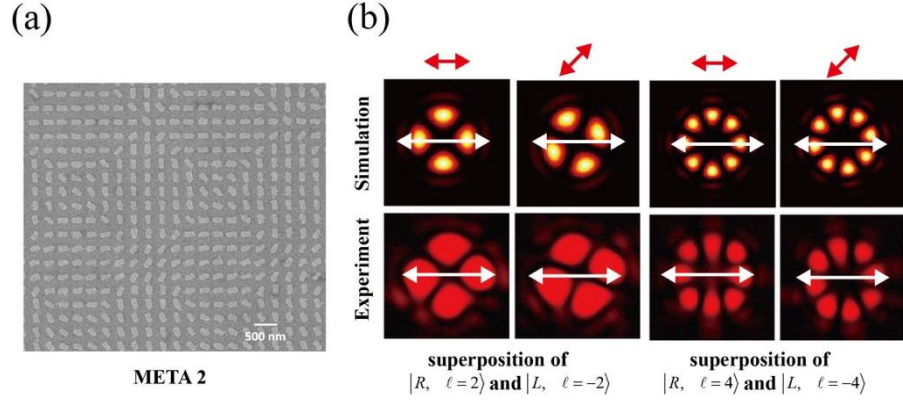 (a)
(b)
Simulation
Experiment
500 nm
META 2
superposition of
|R, ℓ=2⟩ and |L, ℓ=-2⟩
superposition of
|R, ℓ=4⟩ and |L, ℓ=-4⟩